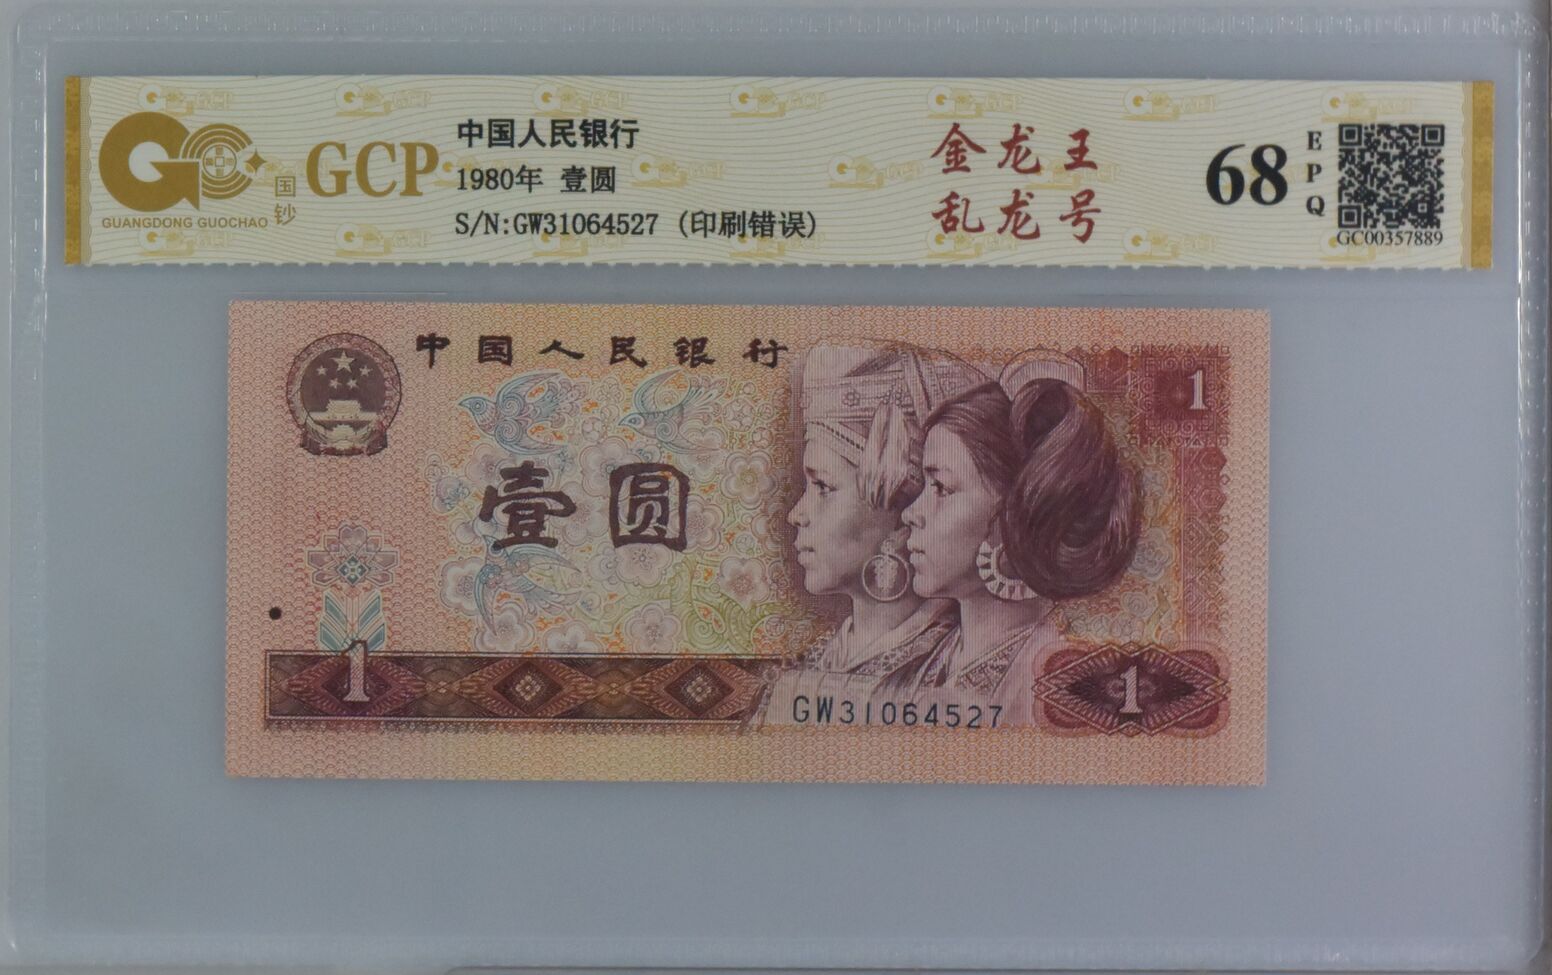 GUANGDONG GUOCHAO
国钞
GCP
中国人民银行
1980年 壹圆
S/N:GW31064527 (印刷错误)
金龙王
乱龙号
68
EPQ
GC00357889
中国人民银行
1
壹圆
1
GW31064527
1